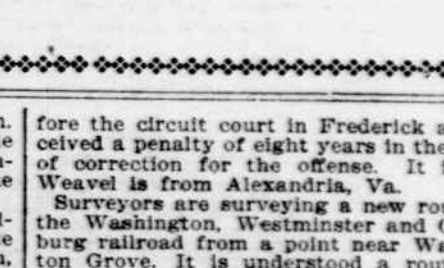 fore the circuit court in Frederick
ceived a penalty of eight years in the
of correction for the offense. It
Weavel is from Alexandria, Va.
Surveyors are surveying a new
the Washington, Westminster and
burg railroad from a point near
ton Grove. It is understood a